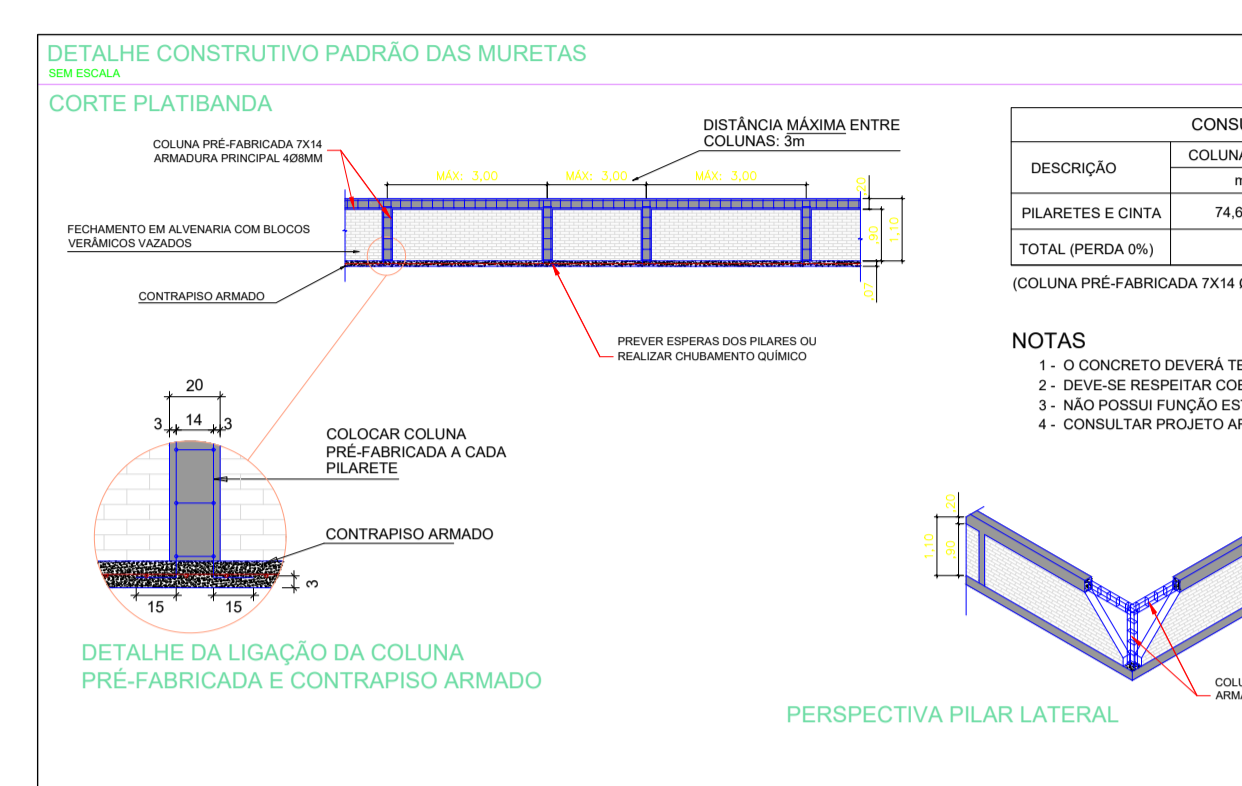 DETALHE CONSTRUTIVO PADRÃO DAS MURETAS
SEM ESCALA
CORTE PLATIBANDA
COLUNA PRÉ-FABRICADA 7X14
ARMADURA PRINCIPAL 4Ø8MM
DISTÂNCIA MÁXIMA ENTRE
COLUNAS: 3m
MÁX: 3,00
MÁX: 3,00
MÁX: 3,00
,20
,90
1,10
,07
FECHAMENTO EM ALVENARIA COM BLOCOS
VERÂMICOS VAZADOS
CONTRAPISO ARMADO
PREVER ESPERAS DOS PILARES OU
REALIZAR CHUBAMENTO QUÍMICO
20
3 14 3
COLOCAR COLUNA
PRÉ-FABRICADA A CADA
PILARETE
CONTRAPISO ARMADO
3
15
15
DETALHE DA LIGAÇÃO DA COLUNA
PRÉ-FABRICADA E CONTRAPISO ARMADO
CONSU
DESCRIÇÃO
COLUNA
m
PILARETES E CINTA 74,6
TOTAL (PERDA 0%)
(COLUNA PRÉ-FABRICADA 7X14
NOTAS
1 - O CONCRETO DEVERÁ TE
2 - DEVE-SE RESPEITAR COB
3 - NÃO POSSUI FUNÇÃO EST
4 - CONSULTAR PROJETO AR
,20
1,10
,90
COLU
ARMA
PERSPECTIVA PILAR LATERAL